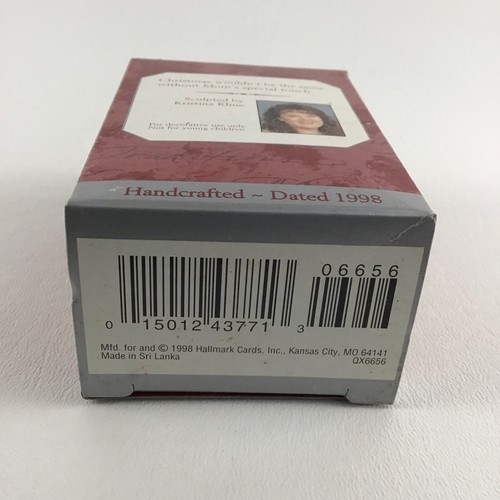 Christmas wouldn't be the same
without Mom's special touch.
Sculpted by
Kristina Kline
For decorative use only.
Not for young children.
Handcrafted ~ Dated 1998
06656
0 15012 43771 3
Mfd. for and © 1998 Hallmark Cards, Inc., Kansas City, MO 64141
Made in Sri Lanka QX6656